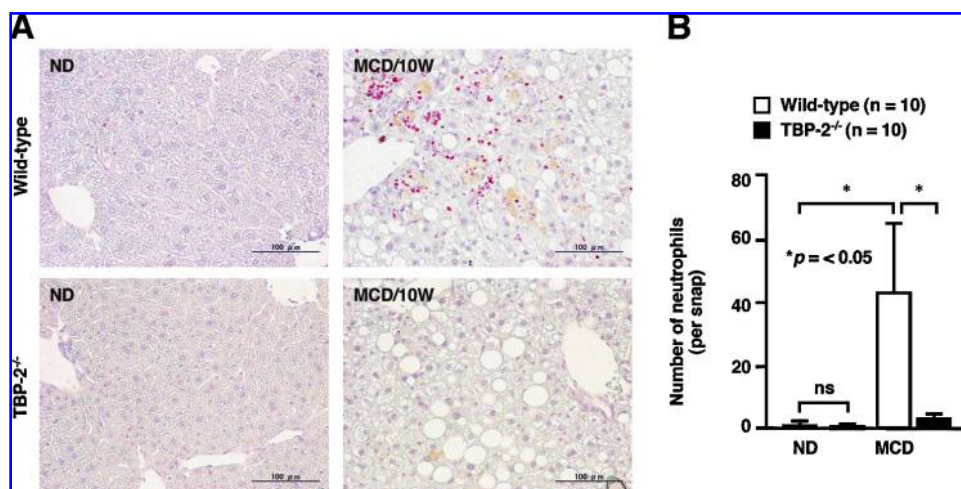 A
ND
MCD/10W
Wild-type
100 μm
100 μm
ND
MCD/10W
TBP-2-/-
100 μm
100 μm
B
Wild-type (n = 10)
TBP-2-/- (n = 10)
Number of neutrophils
(per snap)
80
60
40
20
0
*
*
*p = < 0.05
ns
ND
MCD